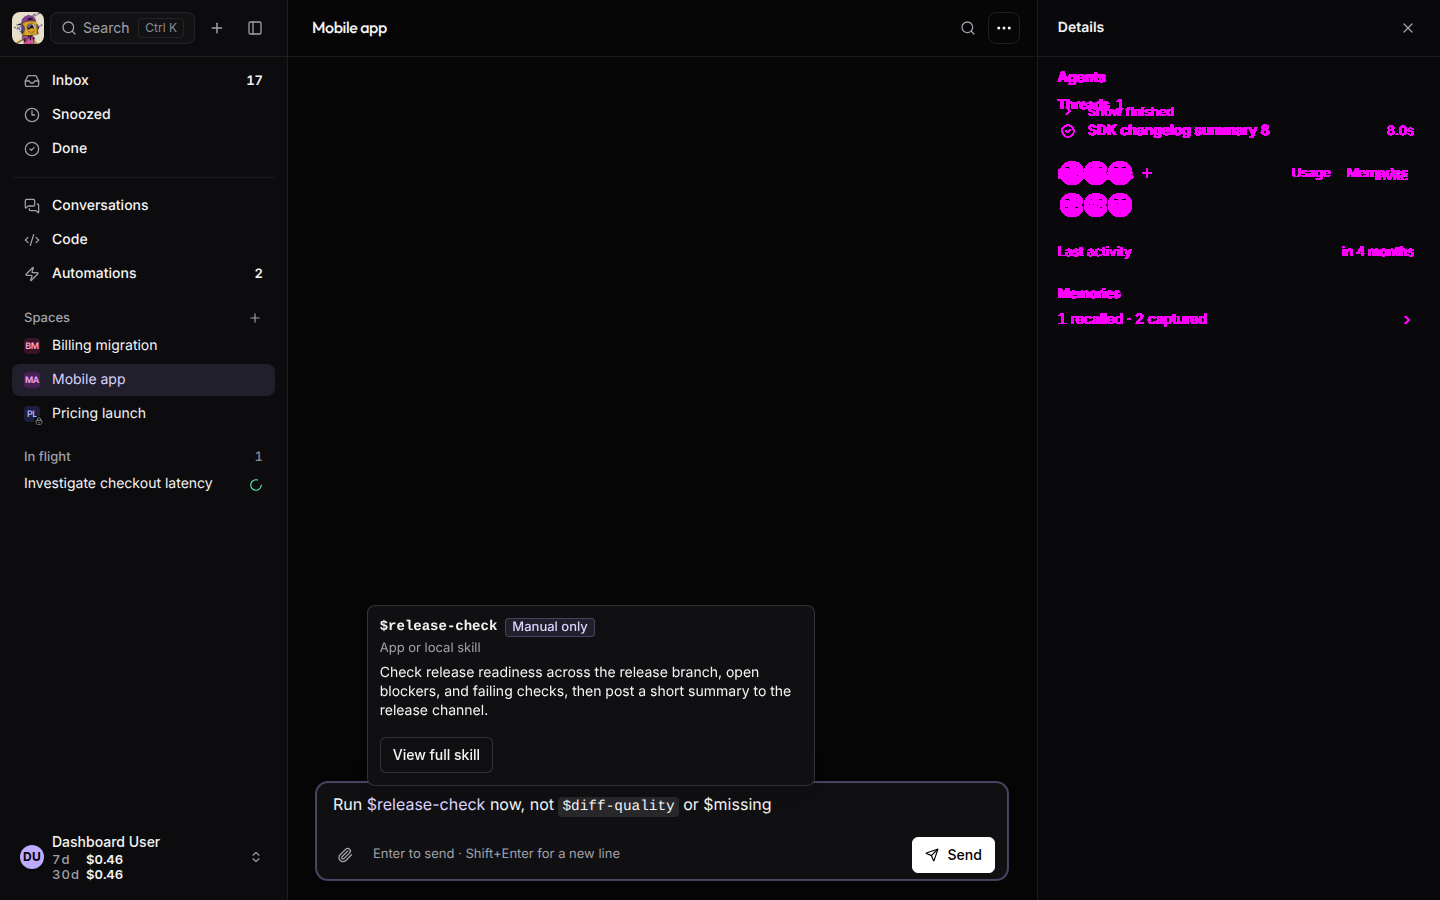 Search Ctrl K
Inbox 17
Snoozed
Done
Conversations
Code
Automations 2
Spaces
BM Billing migration
MA Mobile app
PL Pricing launch
In flight 1
Investigate checkout latency
DU Dashboard User
7d $0.46
30d $0.46
Mobile app
$release-check Manual only
App or local skill
Check release readiness across the release branch, open
blockers, and failing checks, then post a short summary to the
release channel.
View full skill
Run $release-check now, not $diff-quality or $missing
Enter to send · Shift+Enter for a new line
Send
Details
Agents
Threads 1
Show finished
SDK changelog summary 8 8.0s
Usage Memories
Last activity in 4 months
Memories
1 recalled · 2 captured